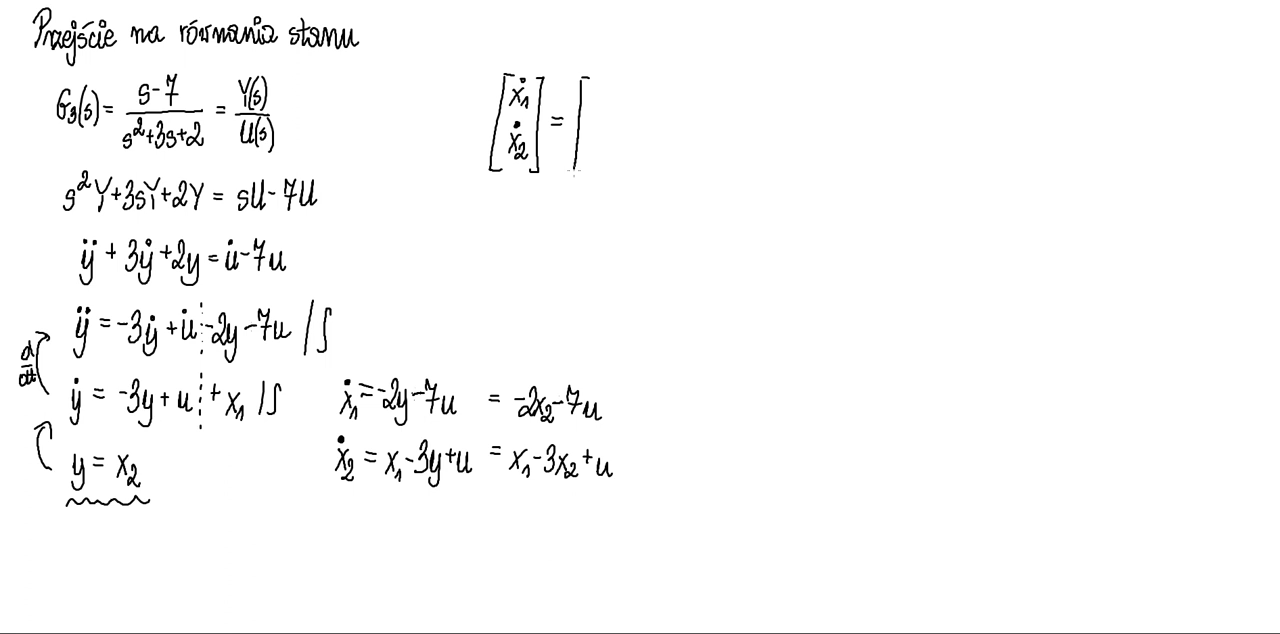 Przejście na równania stanu
G₃(s) = (s-7)/(s²+3s+2) = Y(s)/U(s)
s²Y+3sY+2Y = sU-7U
ÿ + 3ẏ + 2y = u̇ - 7u
ÿ = -3ẏ + u̇ - 2y - 7u /∫
d/dt
ẏ = -3y + u + x₁ /∫
y = x₂
ẋ₁ = -2y - 7u = -2x₂ - 7u
ẋ₂ = x₁ - 3y + u = x₁ - 3x₂ + u
[ẋ₁
ẋ₂] = [